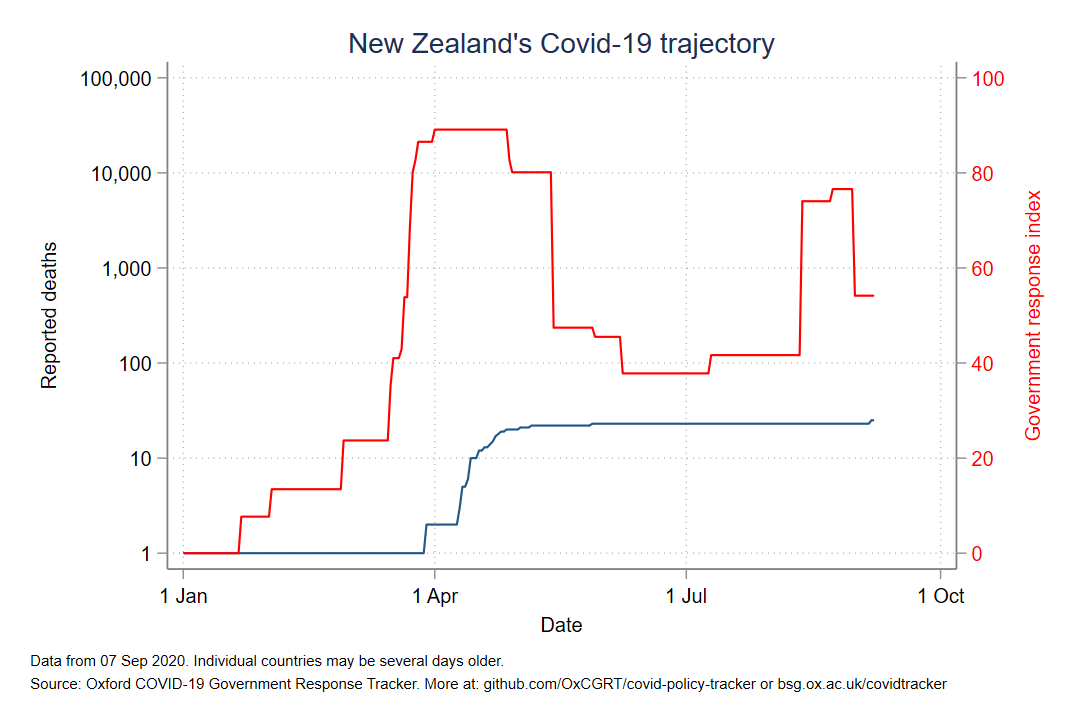 New Zealand's Covid-19 trajectory
100,000
10,000
1,000
100
10
1
Reported deaths
100
80
60
40
20
0
Government response index
1 Jan
1 Apr
1 Jul
1 Oct
Date
Data from 07 Sep 2020. Individual countries may be several days older.
Source: Oxford COVID-19 Government Response Tracker. More at: github.com/OxCGRT/covid-policy-tracker or bsg.ox.ac.uk/covidtracker